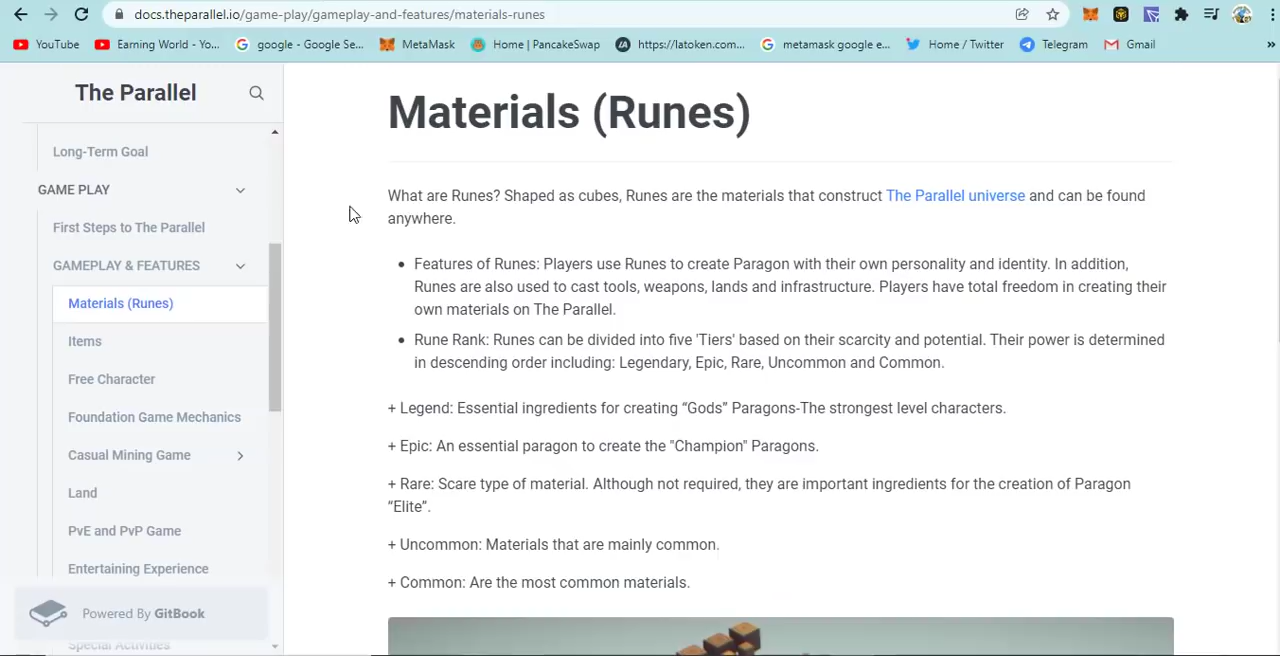 docs.theparallel.io/game-play/gameplay-and-features/materials-runes
YouTube
Earning World - Yo...
google - Google Se...
MetaMask
Home | PancakeSwap
https://latoken.com...
metamask google e...
Home / Twitter
Telegram
Gmail
»
The Parallel
Long-Term Goal
GAME PLAY
First Steps to The Parallel
GAMEPLAY & FEATURES
Materials (Runes)
Items
Free Character
Foundation Game Mechanics
Casual Mining Game
Land
PvE and PvP Game
Entertaining Experience
Powered By GitBook
Special Activities
Materials (Runes)
What are Runes? Shaped as cubes, Runes are the materials that construct The Parallel universe and can be found
anywhere.
• Features of Runes: Players use Runes to create Paragon with their own personality and identity. In addition,
Runes are also used to cast tools, weapons, lands and infrastructure. Players have total freedom in creating their
own materials on The Parallel.
• Rune Rank: Runes can be divided into five 'Tiers' based on their scarcity and potential. Their power is determined
in descending order including: Legendary, Epic, Rare, Uncommon and Common.
+ Legend: Essential ingredients for creating “Gods” Paragons-The strongest level characters.
+ Epic: An essential paragon to create the "Champion" Paragons.
+ Rare: Scare type of material. Although not required, they are important ingredients for the creation of Paragon
“Elite”.
+ Uncommon: Materials that are mainly common.
+ Common: Are the most common materials.